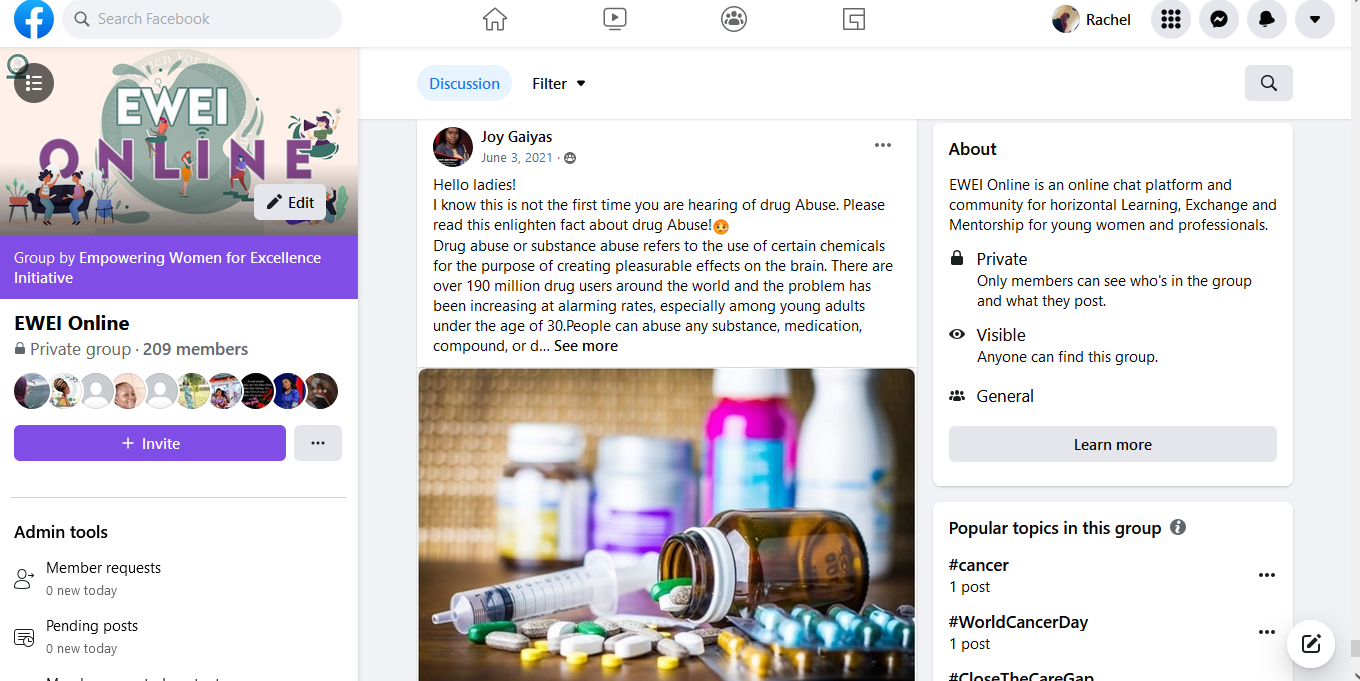 Search Facebook
Rachel
Women For Excellence
EWEI
ONLINE
Edit
Group by Empowering Women for Excellence
Initiative
EWEI Online
Private group · 209 members
+ Invite
Admin tools
Member requests
0 new today
Pending posts
0 new today
Discussion
Filter
Joy Gaiyas
June 3, 2021 ·
Hello ladies!
I know this is not the first time you are hearing of drug Abuse. Please
read this enlighten fact about drug Abuse!🥵
Drug abuse or substance abuse refers to the use of certain chemicals
for the purpose of creating pleasurable effects on the brain. There are
over 190 million drug users around the world and the problem has
been increasing at alarming rates, especially among young adults
under the age of 30.People can abuse any substance, medication,
compound, or d... See more
About
EWEI Online is an online chat platform and
community for horizontal Learning, Exchange and
Mentorship for young women and professionals.
Private
Only members can see who's in the group
and what they post.
Visible
Anyone can find this group.
General
Learn more
Popular topics in this group
#cancer
1 post
#WorldCancerDay
1 post
#CloseTheCareGap